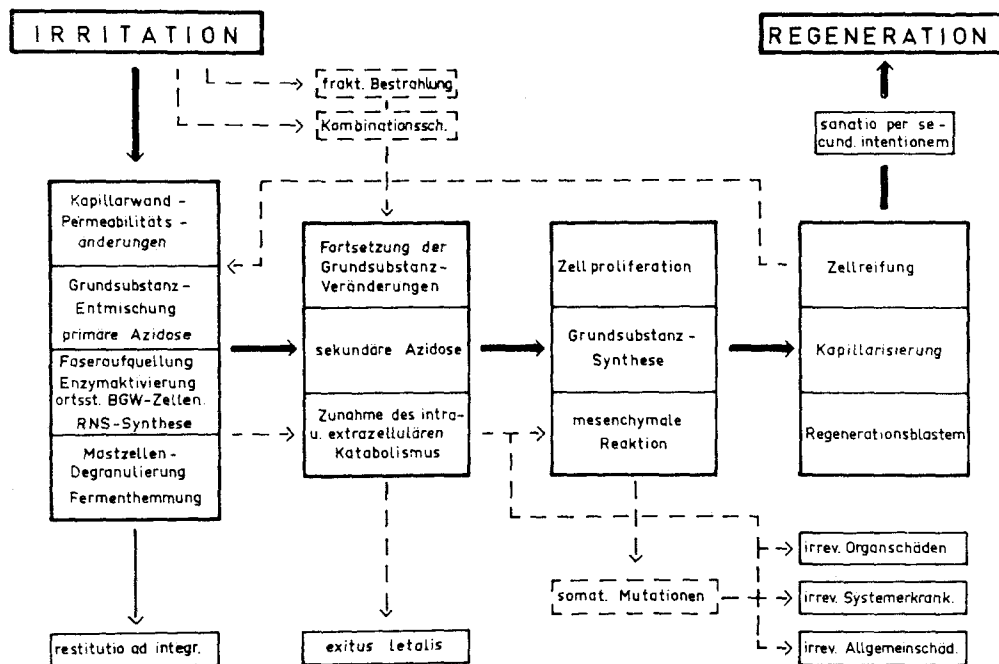 IRRITATION
REGENERATION
frakt. Bestrahlung
Kombinationssch.
sanatio per se-
cund. intentionem
Kapillarwand-
Permeabilitäts-
änderungen
Grundsubstanz-
Entmischung
primäre Azidose
Faseraufquellung
Enzymaktivierung
ortsst. BGW-Zellen.
RNS-Synthese
Mastzellen-
Degranulierung
Fermenthemmung
Fortsetzung der
Grundsubstanz-
Veränderungen
sekundäre Azidose
Zunahme des intra-
u. extrazellulären
Katabolismus
Zellproliferation
Grundsubstanz-
Synthese
mesenchymale
Reaktion
Zellreifung
Kapillarisierung
Regenerationsblastem
somat. Mutationen
irrev. Organschäden
irrev. Systemerkrank.
irrev. Allgemeinschäd.
restitutio ad integr.
exitus letalis